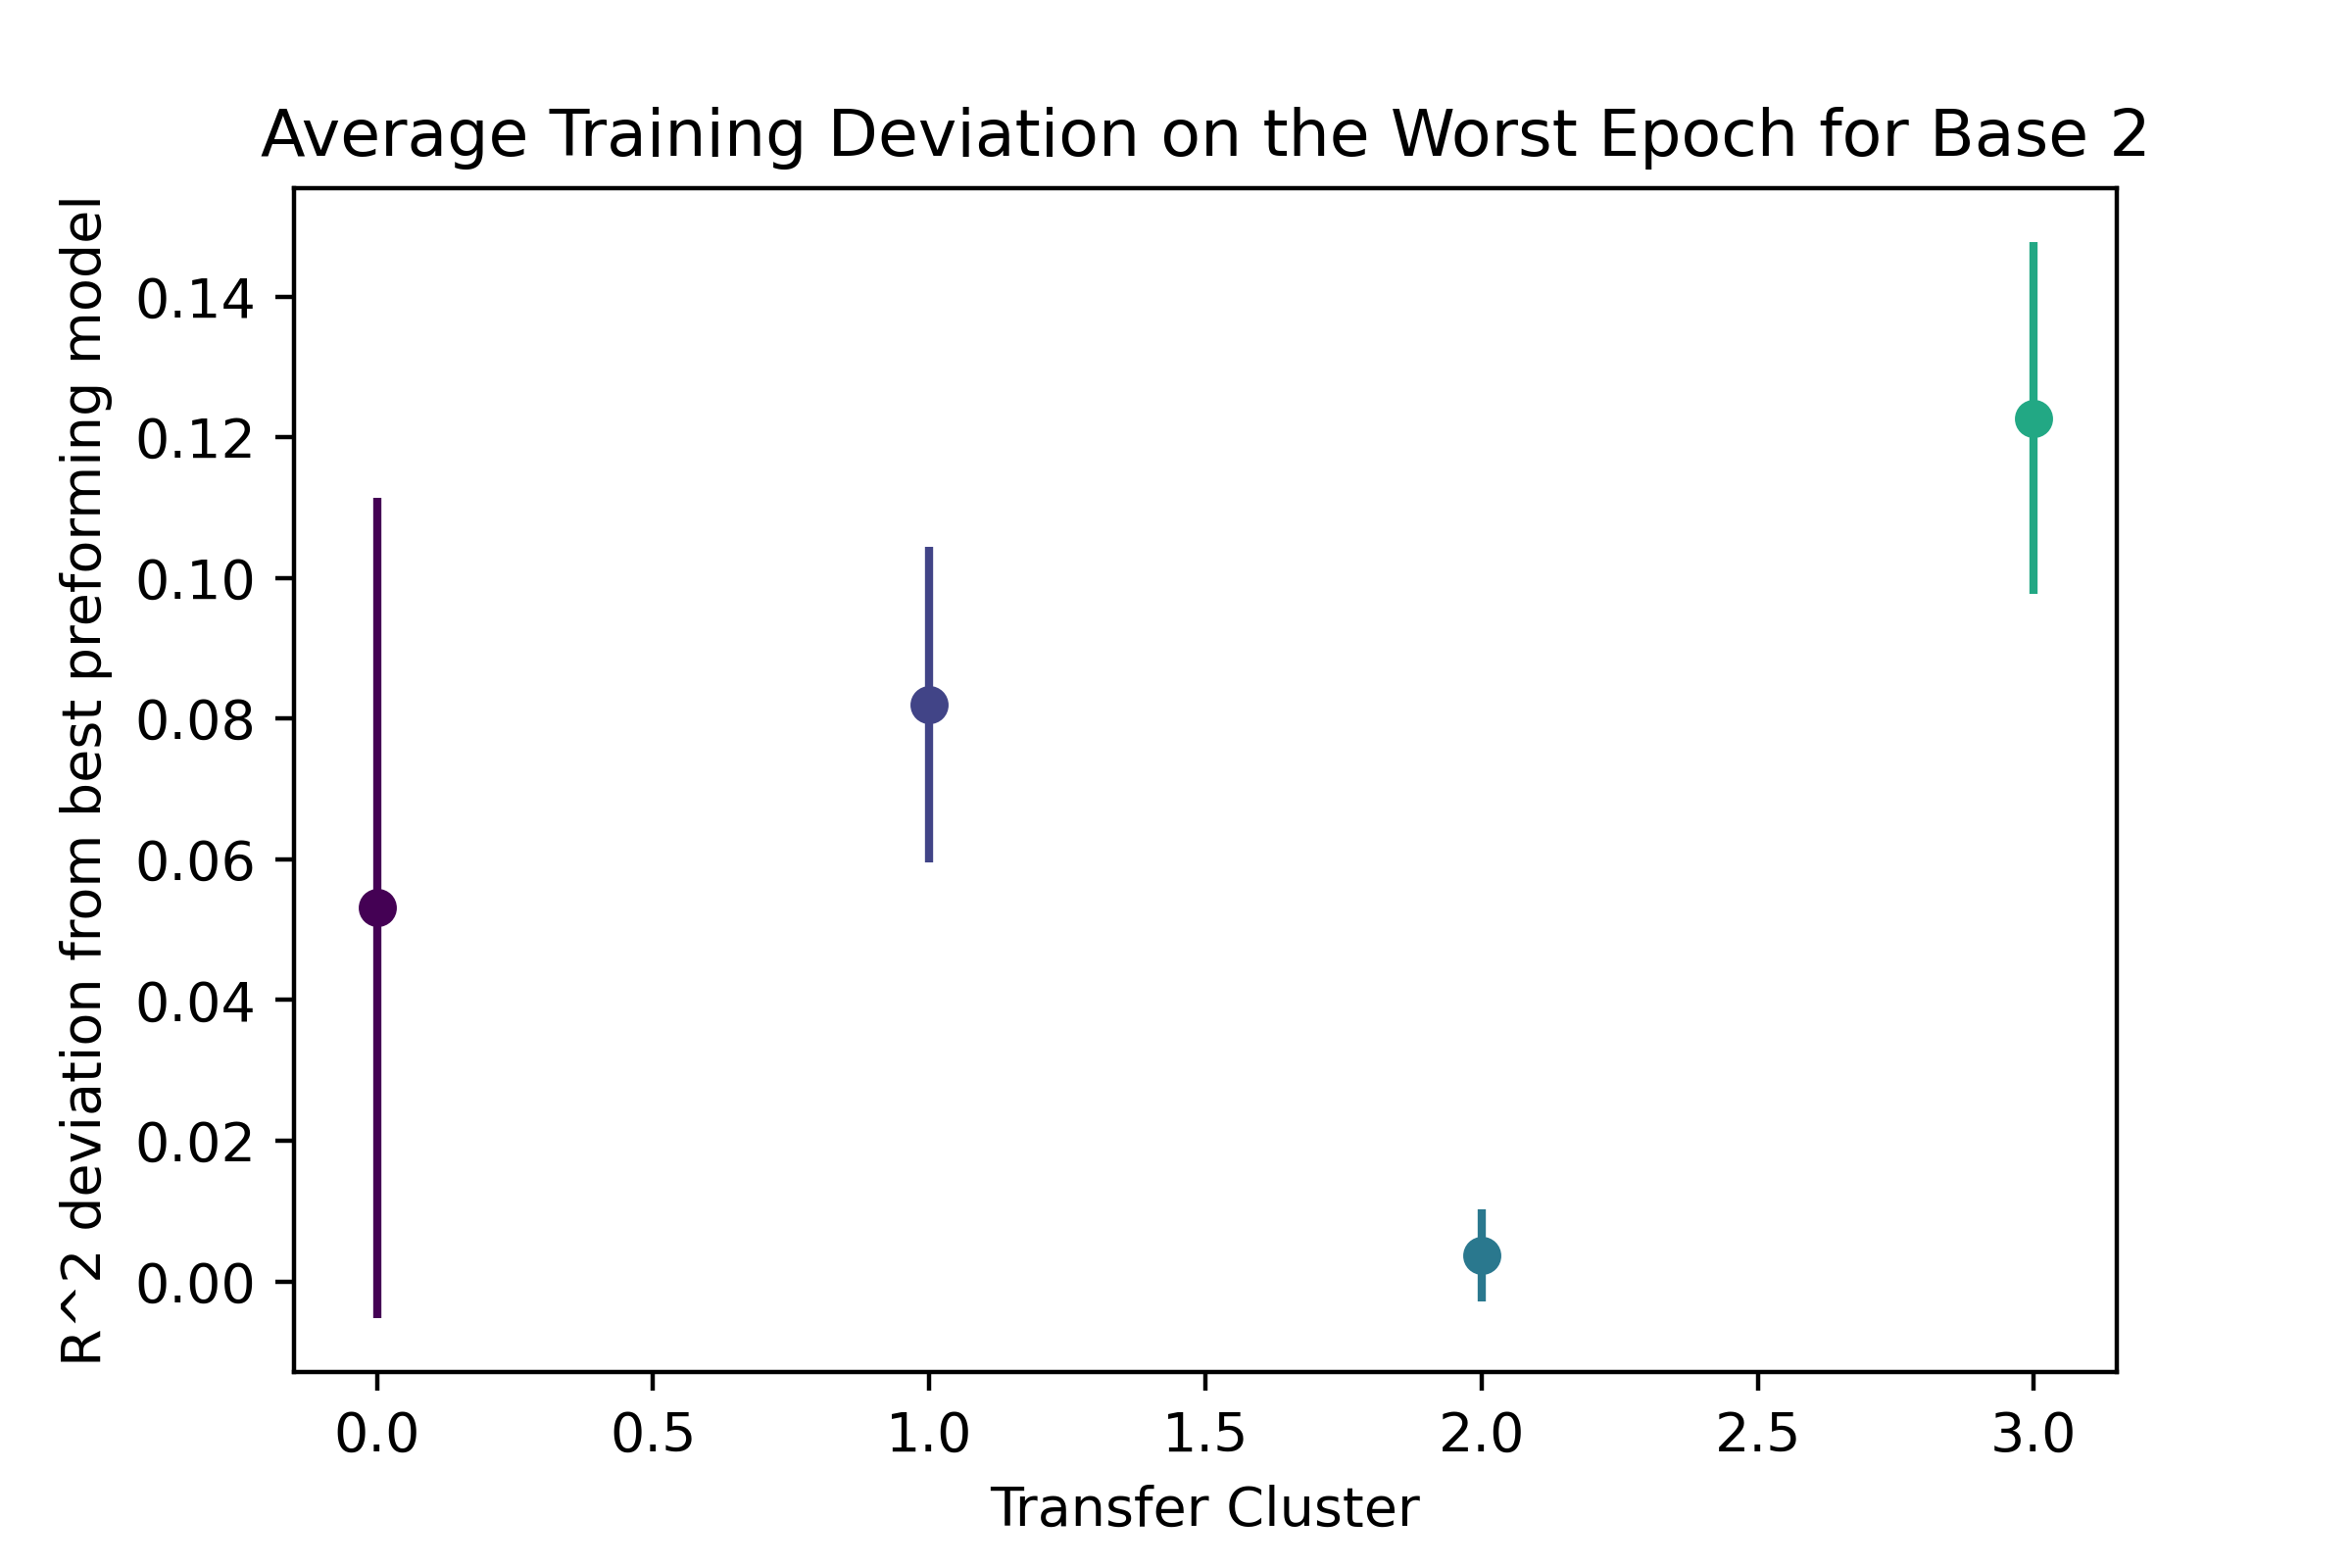 Average Training Deviation on the Worst Epoch for Base 2
R^2 deviation from best preforming model
0.14
0.12
0.10
0.08
0.06
0.04
0.02
0.00
0.0 0.5 1.0 1.5 2.0 2.5 3.0
Transfer Cluster